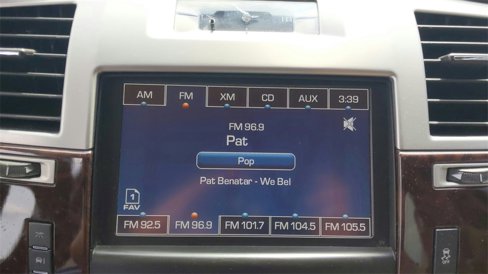 AM FM XM CD AUX 3:39
FM 96.9
Pat
Pop
Pat Benatar - We Bel
1
FAV
FM 92.5 FM 96.9 FM 101.7 FM 104.5 FM 105.5